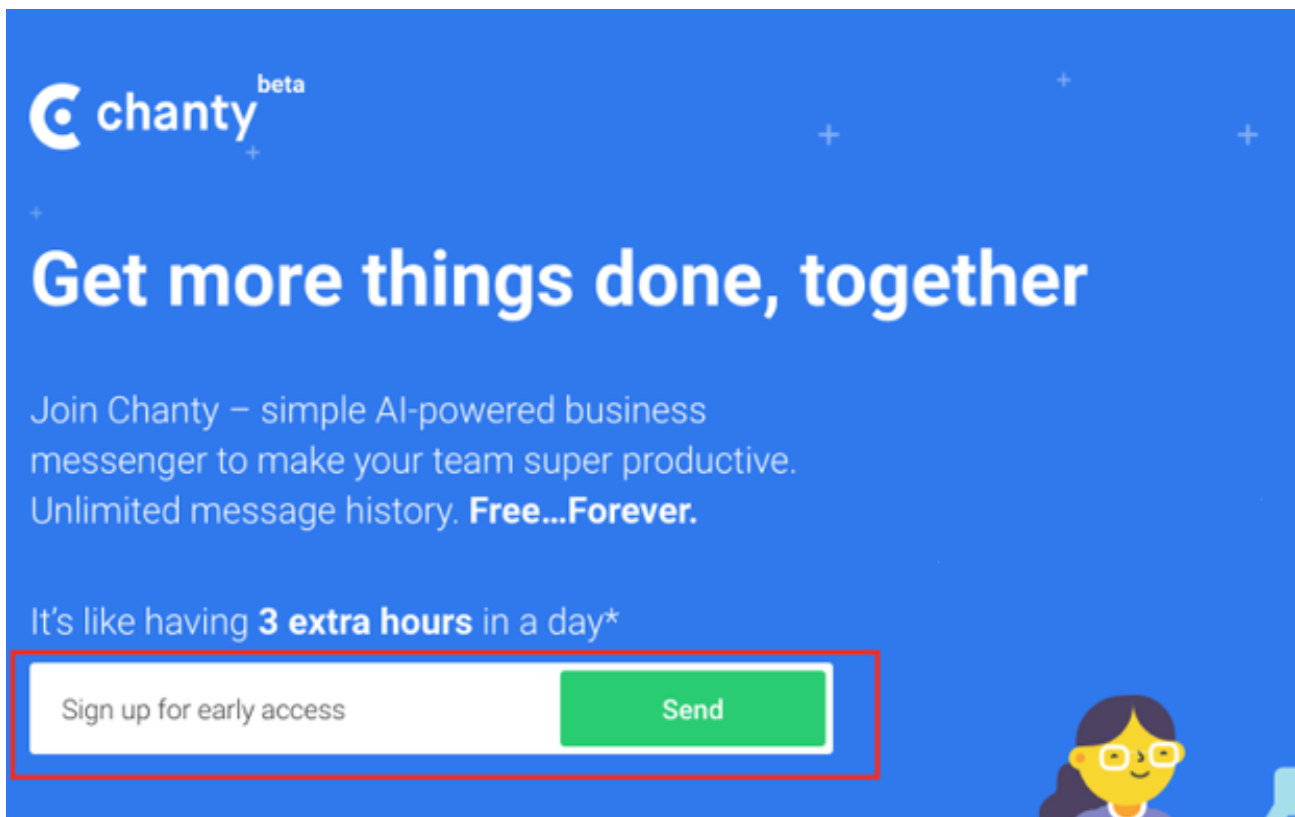 chanty beta
Get more things done, together
Join Chanty – simple AI-powered business
messenger to make your team super productive.
Unlimited message history. Free...Forever.
It's like having 3 extra hours in a day*
Sign up for early access
Send